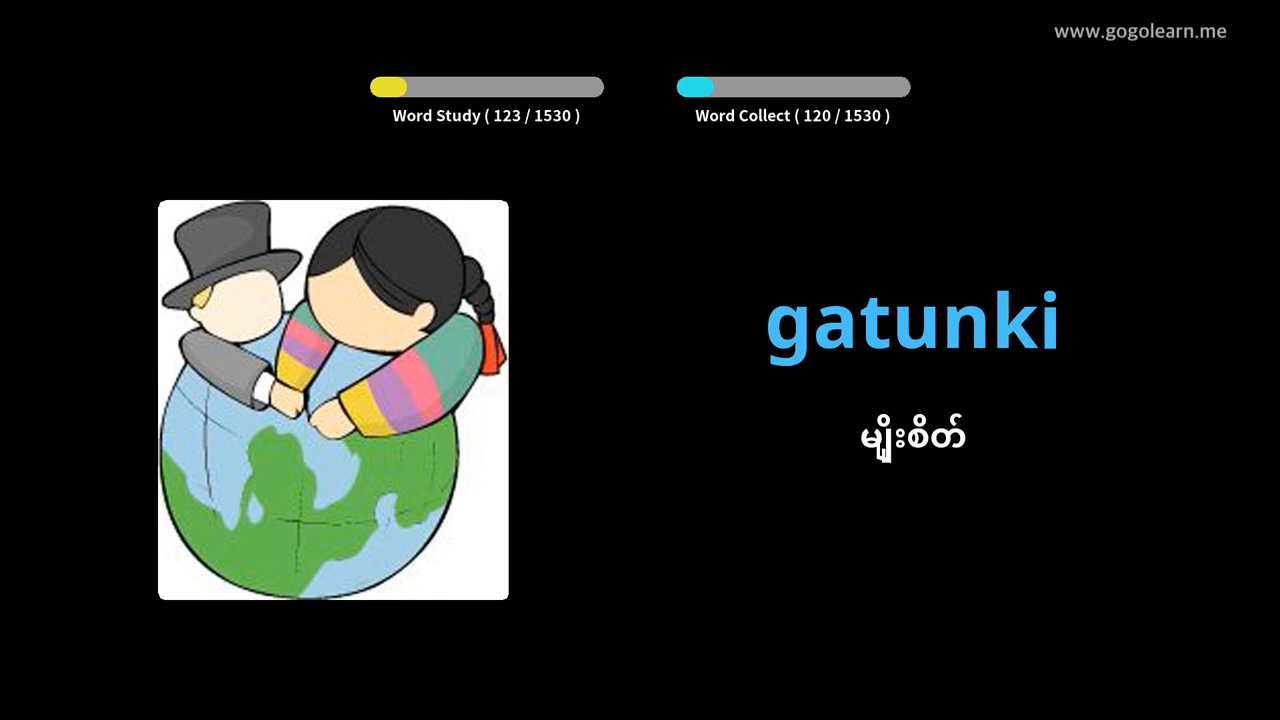 www.gogolearn.me
Word Study ( 123 / 1530 )
Word Collect ( 120 / 1530 )
gatunki
မျိုးစိတ်